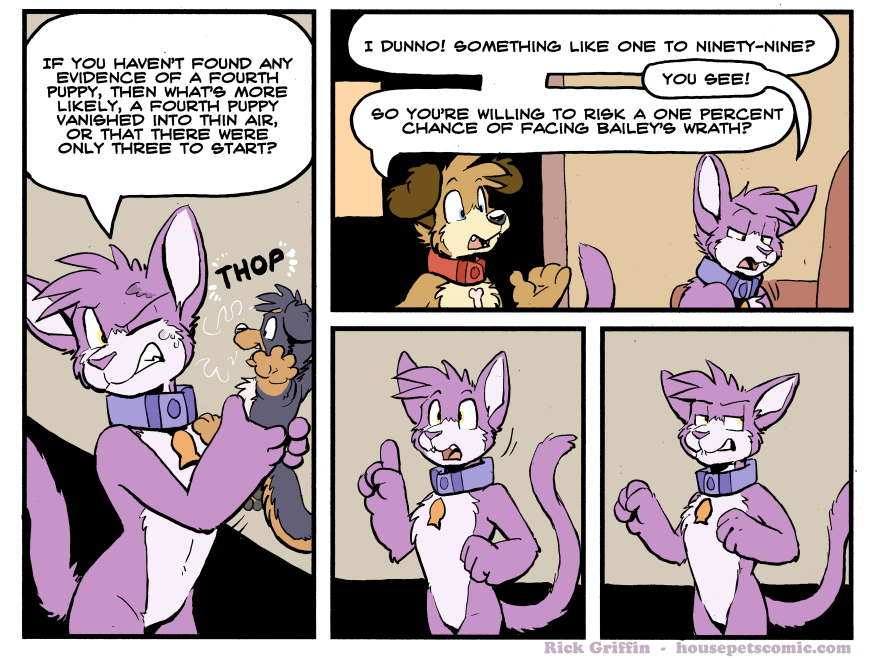 IF YOU HAVEN'T FOUND ANY
EVIDENCE OF A FOURTH
PUPPY, THEN WHAT'S MORE
LIKELY, A FOURTH PUPPY
VANISHED INTO THIN AIR,
OR THAT THERE WERE
ONLY THREE TO START?
THOP
I DUNNO! SOMETHING LIKE ONE TO NINETY-NINE?
YOU SEE!
SO YOU'RE WILLING TO RISK A ONE PERCENT
CHANCE OF FACING BAILEY'S WRATH?
Rick Griffin - housepetscomic.com